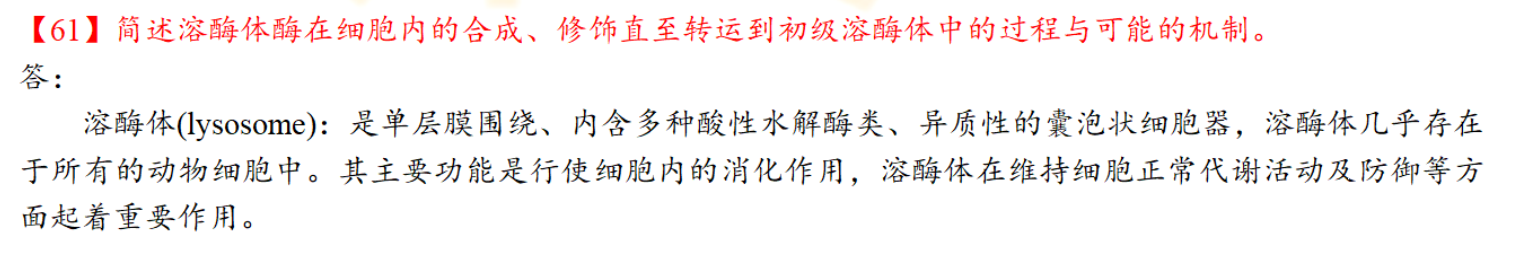 【61】简述溶酶体酶在细胞内的合成、修饰直至转运到初级溶酶体中的过程与可能的机制。
答：
溶酶体(lysosome)：是单层膜围绕、内含多种酸性水解酶类、异质性的囊泡状细胞器，溶酶体几乎存在
于所有的动物细胞中。其主要功能是行使细胞内的消化作用，溶酶体在维持细胞正常代谢活动及防御等方
面起着重要作用。